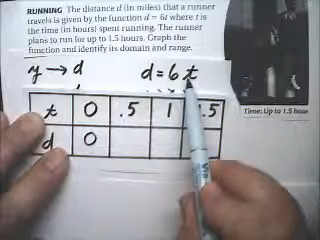 RUNNING The distance d (in miles) that a runner
travels is given by the function d = 6t where t is
the time (in hours) spent running. The runner
plans to run for up to 1.5 hours. Graph the
function and identify its domain and range.
y → d d = 6t
t 0 .5 1 1.5
d 0
Time: Up to 1.5 hour